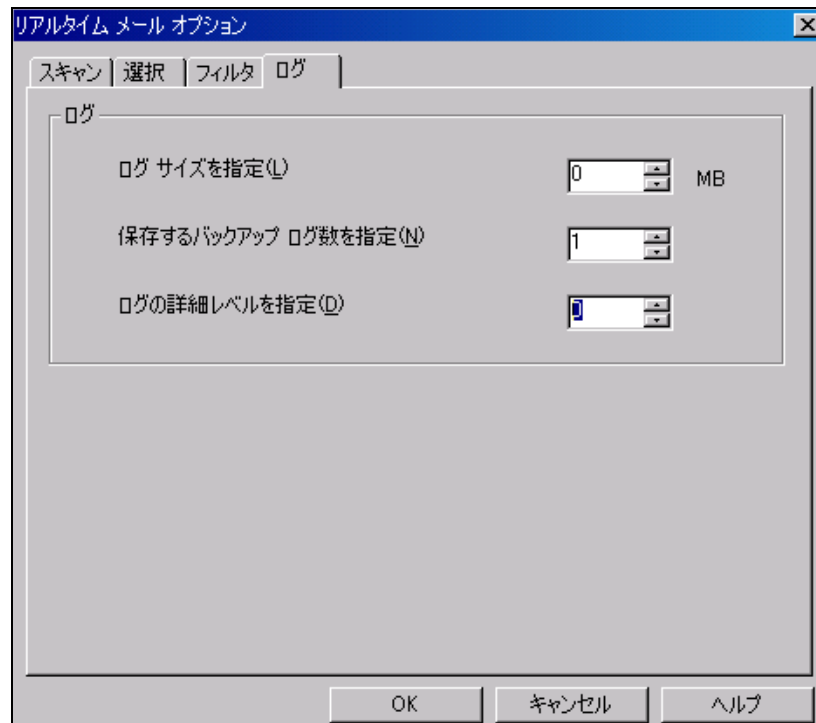 リアルタイム メール オプション
スキャン 選択 フィルタ ログ
ログ
ログ サイズを指定(L) 0 MB
保存するバックアップ ログ数を指定(N) 1
ログの詳細レベルを指定(D)
OK キャンセル ヘルプ